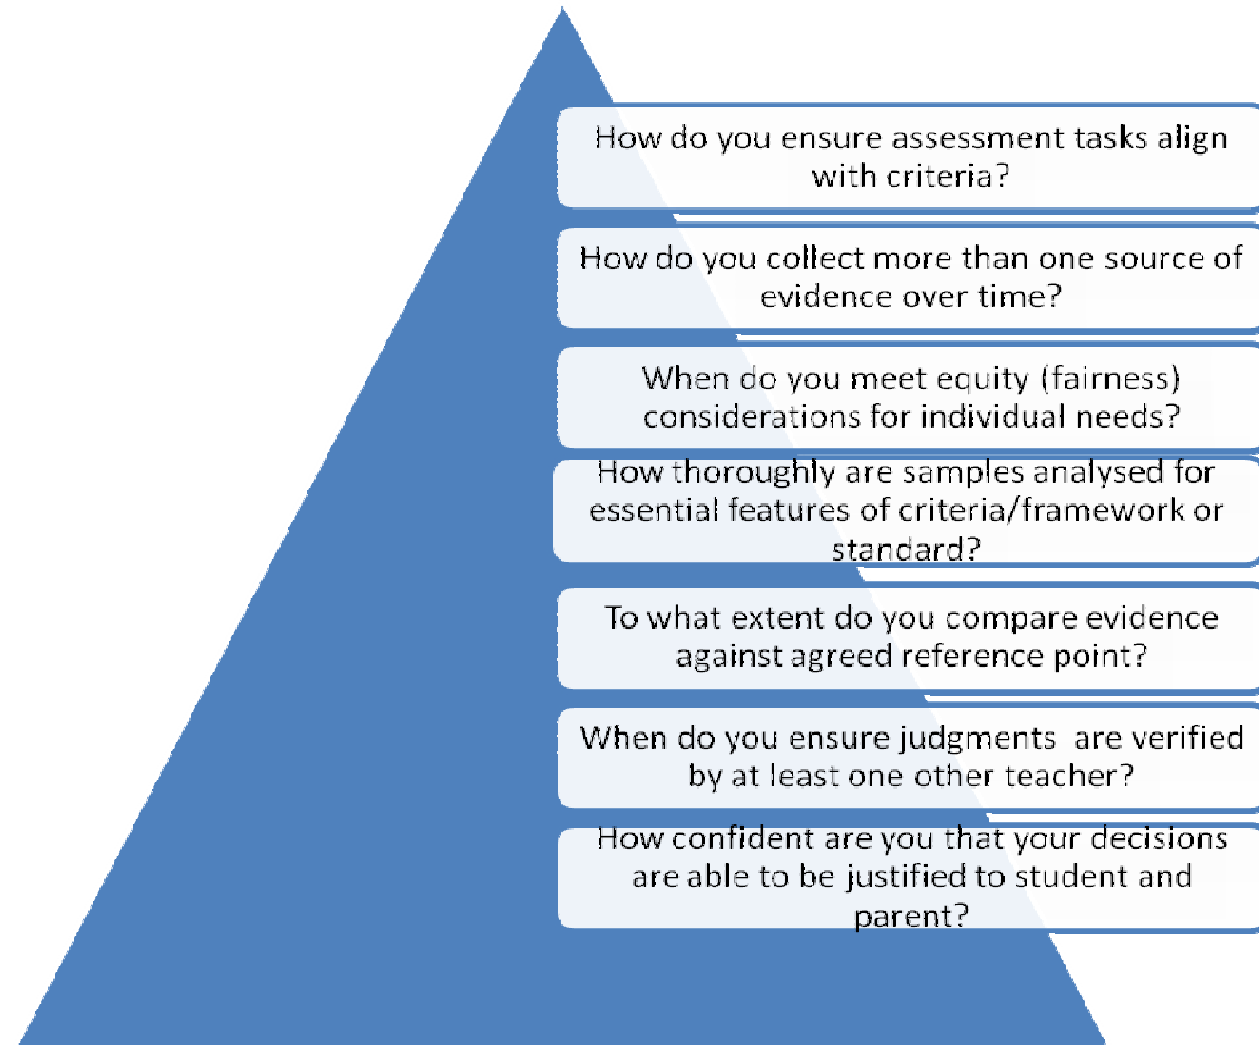 How do you ensure assessment tasks align
with criteria?
How do you collect more than one source of
evidence over time?
When do you meet equity (fairness)
considerations for individual needs?
How thoroughly are samples analysed for
essential features of criteria/framework or
standard?
To what extent do you compare evidence
against agreed reference point?
When do you ensure judgments are verified
by at least one other teacher?
How confident are you that your decisions
are able to be justified to student and
parent?